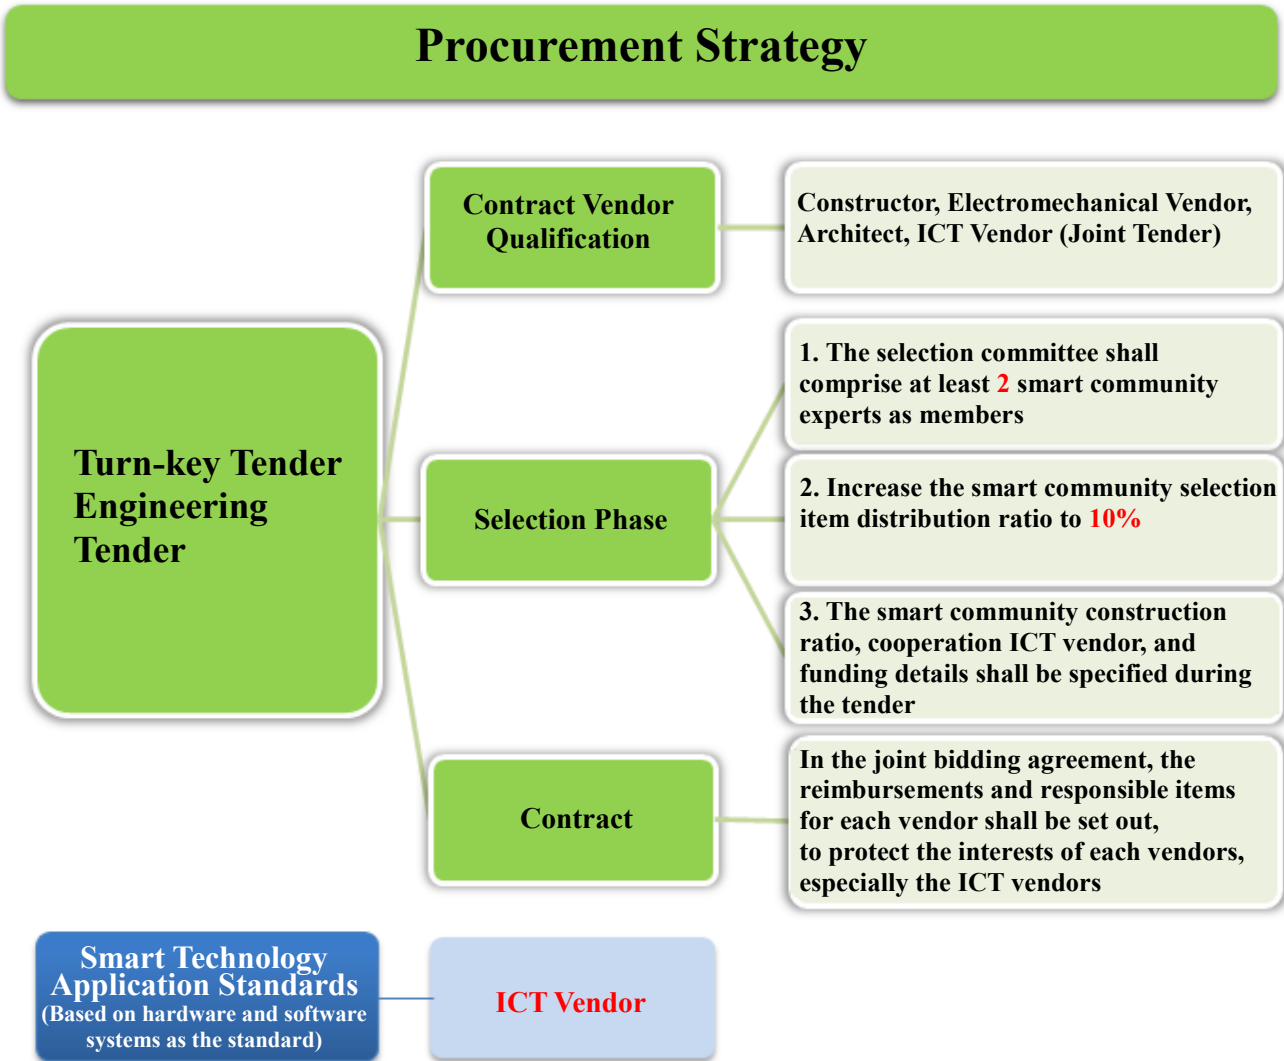 Procurement Strategy
Contract Vendor
Qualification
Constructor, Electromechanical Vendor,
Architect, ICT Vendor (Joint Tender)
Turn-key Tender
Engineering
Tender
Selection Phase
1. The selection committee shall
comprise at least 2 smart community
experts as members
2. Increase the smart community selection
item distribution ratio to 10%
3. The smart community construction
ratio, cooperation ICT vendor, and
funding details shall be specified during
the tender
Contract
In the joint bidding agreement, the
reimbursements and responsible items
for each vendor shall be set out,
to protect the interests of each vendors,
especially the ICT vendors
Smart Technology
Application Standards
(Based on hardware and software
systems as the standard)
ICT Vendor